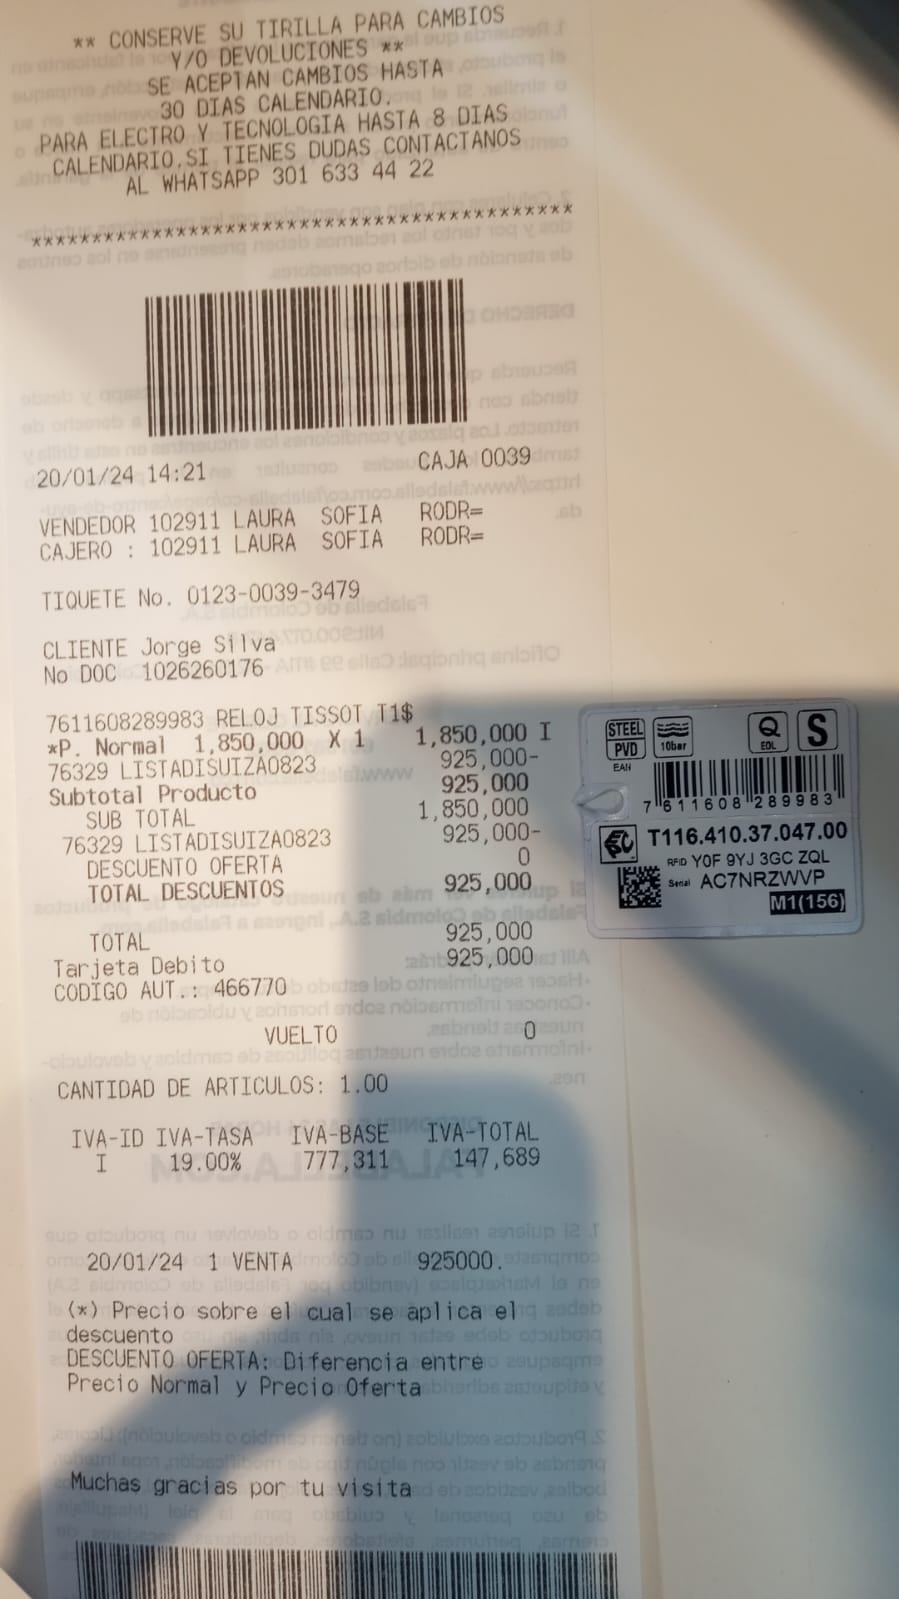 ** CONSERVE SU TIRILLA PARA CAMBIOS
Y/O DEVOLUCIONES **
SE ACEPTAN CAMBIOS HASTA
30 DIAS CALENDARIO.
PARA ELECTRO Y TECNOLOGIA HASTA 8 DIAS
CALENDARIO.SI TIENES DUDAS CONTACTANOS
AL WHATSAPP 301 633 44 22
********************************************
20/01/24 14:21 CAJA 0039
VENDEDOR 102911 LAURA SOFIA RODR=
CAJERO : 102911 LAURA SOFIA RODR=
TIQUETE No. 0123-0039-3479
CLIENTE Jorge Silva
No DOC 1026260176
7611608289983 RELOJ TISSOT T1$
*P. Normal 1,850,000 X 1 1,850,000 I
76329 LISTADISUIZA0823 925,000-
Subtotal Producto 925,000
SUB TOTAL 1,850,000
76329 LISTADISUIZA0823 925,000-
DESCUENTO OFERTA 0
TOTAL DESCUENTOS 925,000
TOTAL 925,000
Tarjeta Debito 925,000
CODIGO AUT.: 466770
VUELTO 0
CANTIDAD DE ARTICULOS: 1.00
IVA-ID IVA-TASA IVA-BASE IVA-TOTAL
I 19.00% 777,311 147,689
20/01/24 1 VENTA 925000.
(*) Precio sobre el cual se aplica el
descuento
DESCUENTO OFERTA: Diferencia entre
Precio Normal y Precio Oferta
Muchas gracias por tu visita
STEEL
PVD
10bar
Q
EOL
S
EAN
7 611608 289983
T116.410.37.047.00
RFID Y0F 9YJ 3GC ZQL
Serial AC7NRZWVP
M1(156)